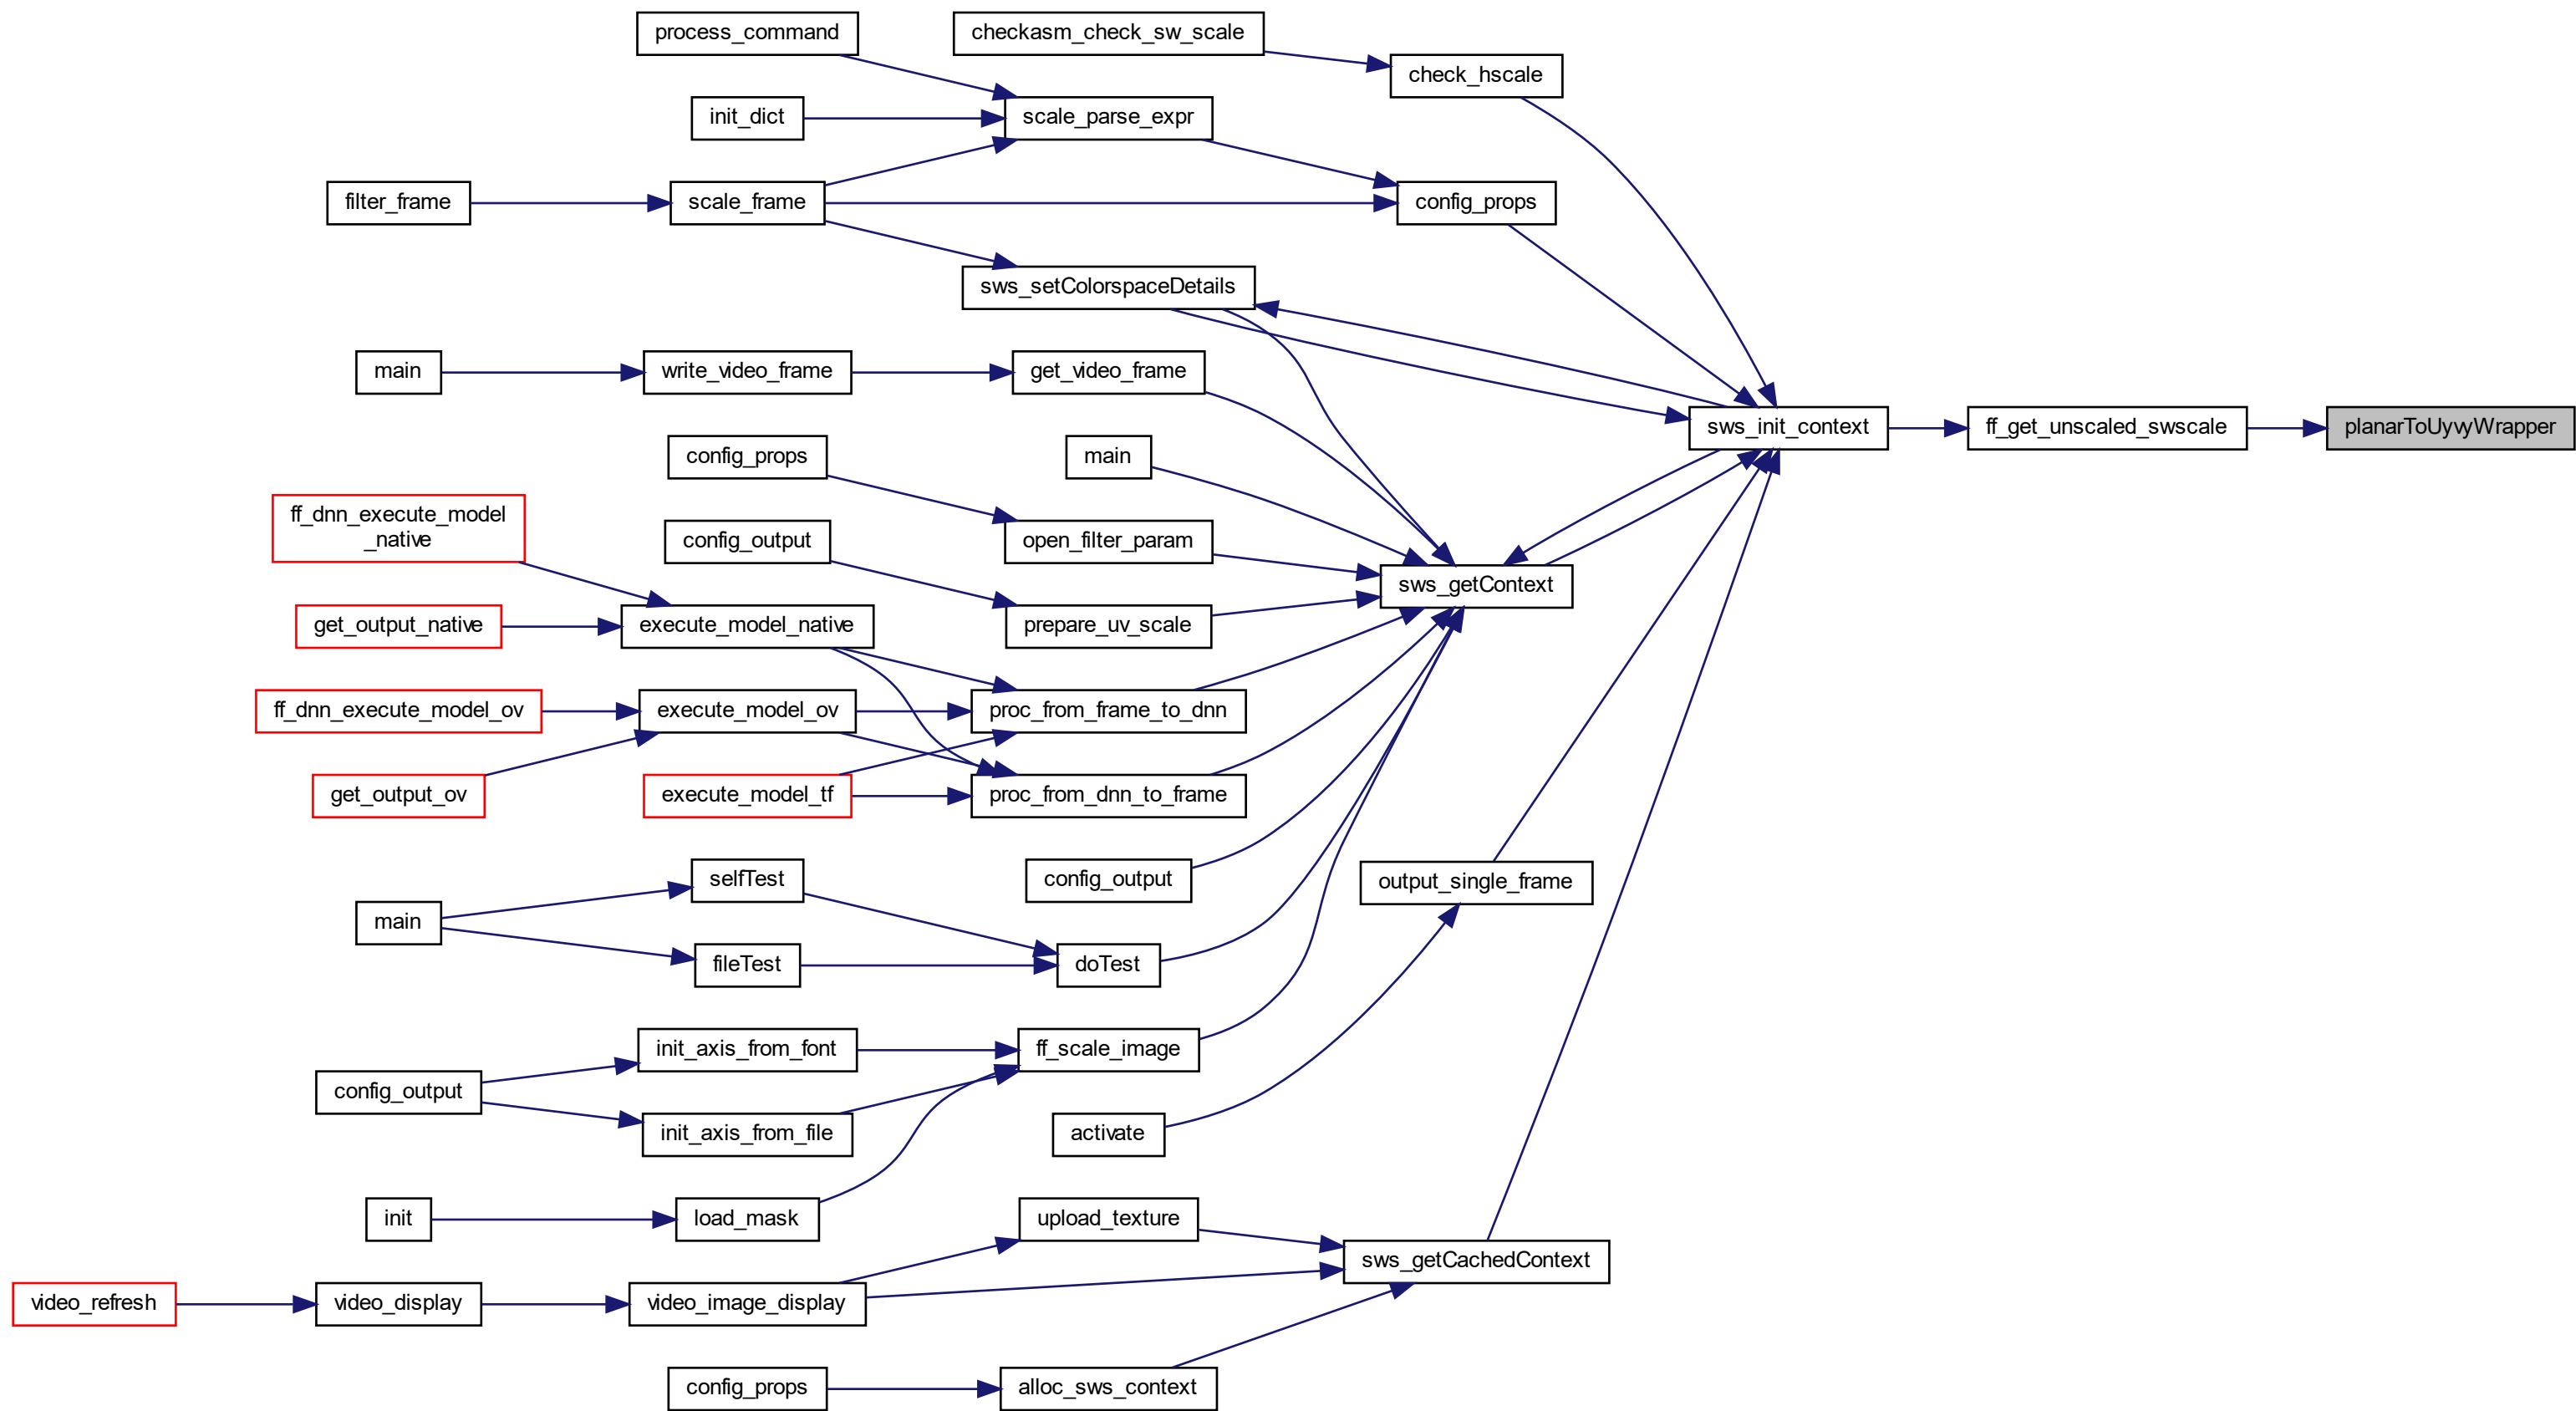 process_command
checkasm_check_sw_scale
check_hscale
init_dict
scale_parse_expr
filter_frame
scale_frame
config_props
sws_setColorspaceDetails
main
write_video_frame
get_video_frame
sws_init_context
ff_get_unscaled_swscale
planarToUyvyWrapper
config_props
main
ff_dnn_execute_model
_native
config_output
open_filter_param
sws_getContext
get_output_native
execute_model_native
prepare_uv_scale
ff_dnn_execute_model_ov
execute_model_ov
proc_from_frame_to_dnn
get_output_ov
execute_model_tf
proc_from_dnn_to_frame
selfTest
config_output
output_single_frame
main
fileTest
doTest
init_axis_from_font
ff_scale_image
config_output
init_axis_from_file
activate
init
load_mask
upload_texture
sws_getCachedContext
video_refresh
video_display
video_image_display
config_props
alloc_sws_context